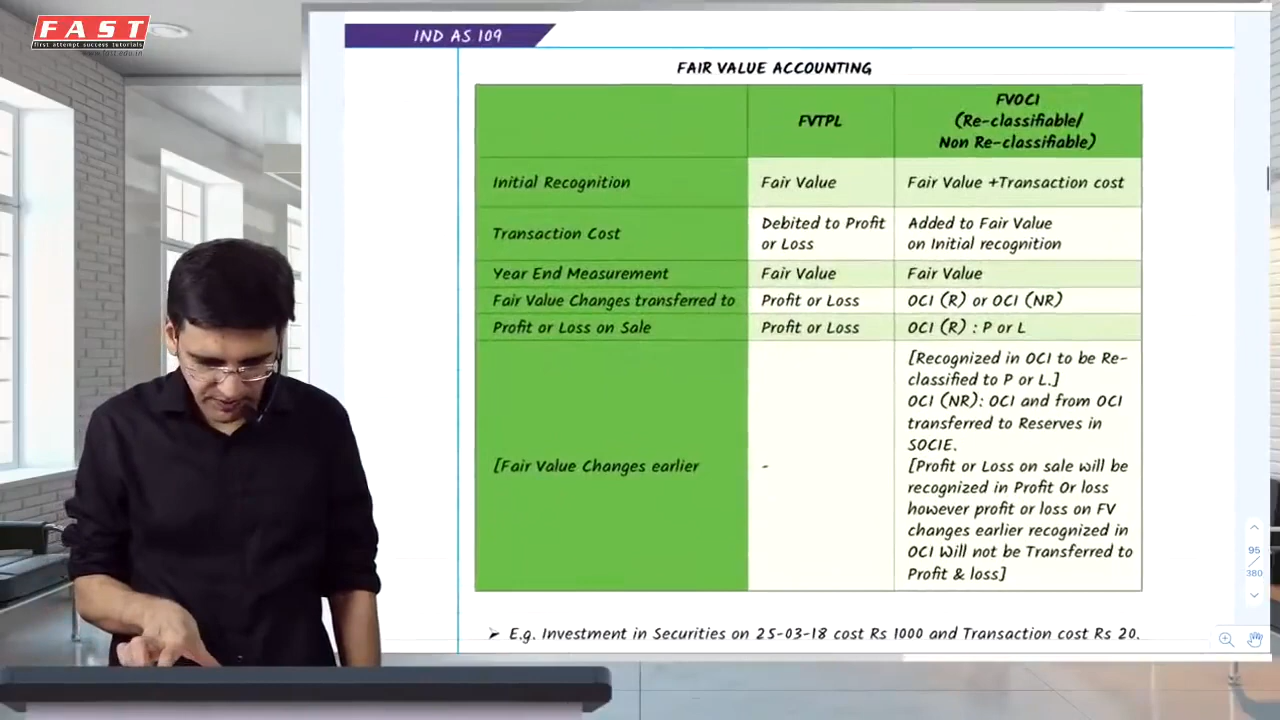 FAST
first attempt success tutorials
www.fast.edu.in
IND AS 109
FAIR VALUE ACCOUNTING
FVTPL
FVOCI
(Re-classifiable/
Non Re-classifiable)
Initial Recognition
Fair Value
Fair Value +Transaction cost
Transaction Cost
Debited to Profit
or Loss
Added to Fair Value
on Initial recognition
Year End Measurement
Fair Value
Fair Value
Fair Value Changes transferred to
Profit or Loss
OCI (R) or OCI (NR)
Profit or Loss on Sale
Profit or Loss
OCI (R) : P or L
[Fair Value Changes earlier
-
[Recognized in OCI to be Re-
classified to P or L.]
OCI (NR): OCI and from OCI
transferred to Reserves in
SOCIE.
[Profit or Loss on sale will be
recognized in Profit Or loss
however profit or loss on FV
changes earlier recognized in
OCI Will not be Transferred to
Profit & loss]
➢ E.g. Investment in Securities on 25-03-18 cost Rs 1000 and Transaction cost Rs 20.
95
380